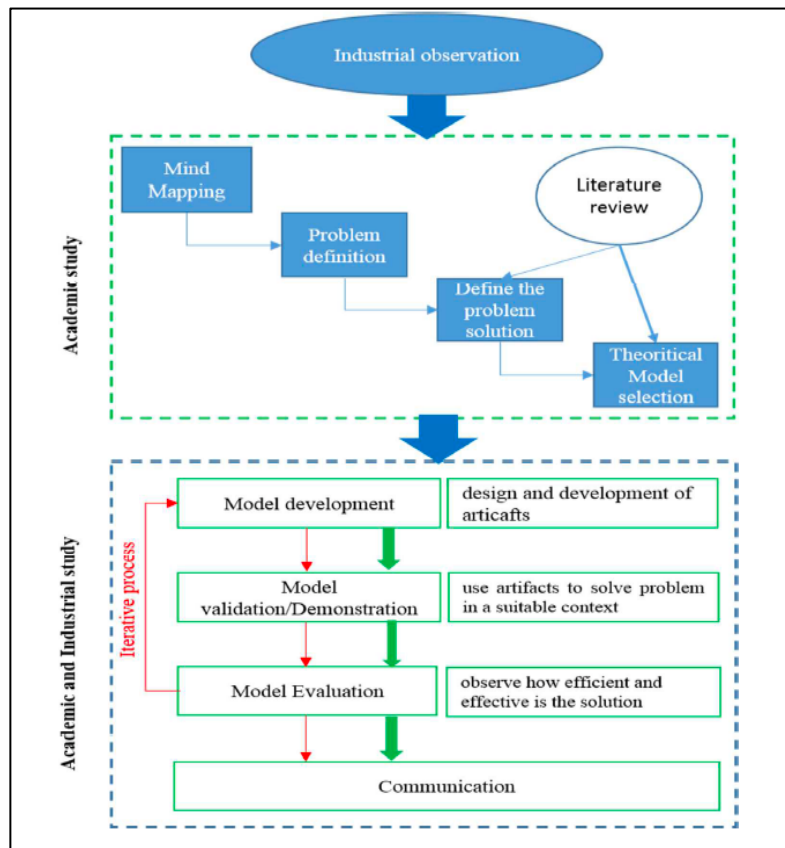 Industrial observation
Mind
Mapping
Literature
review
Problem
definition
Define the
problem
solution
Theoritical
Model
selection
Academic study
Model development
design and development of
articafts
Model
validation/Demonstration
use artifacts to solve problem
in a suitable context
Model Evaluation
observe how efficient and
effective is the solution
Communication
Iterative process
Academic and Industrial study